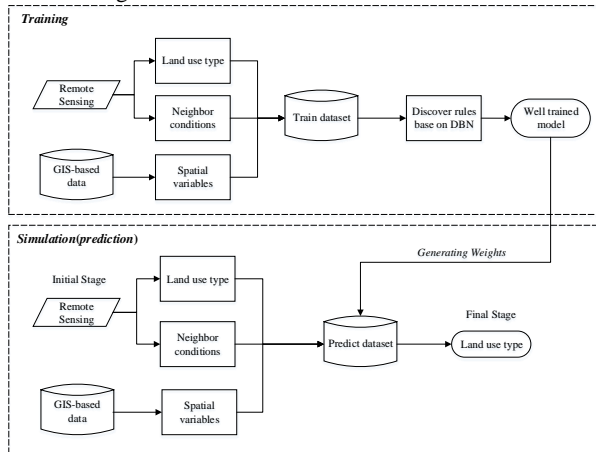 Training
Land use type
Remote
Sensing
Neighbor
conditions
Train dataset
Discover rules
base on DBN
Well trained
model
GIS-based
data
Spatial
variables
Simulation(prediction)
Generating Weights
Initial Stage
Land use type
Remote
Sensing
Final Stage
Neighbor
conditions
Predict dataset
Land use type
GIS-based
data
Spatial
variables